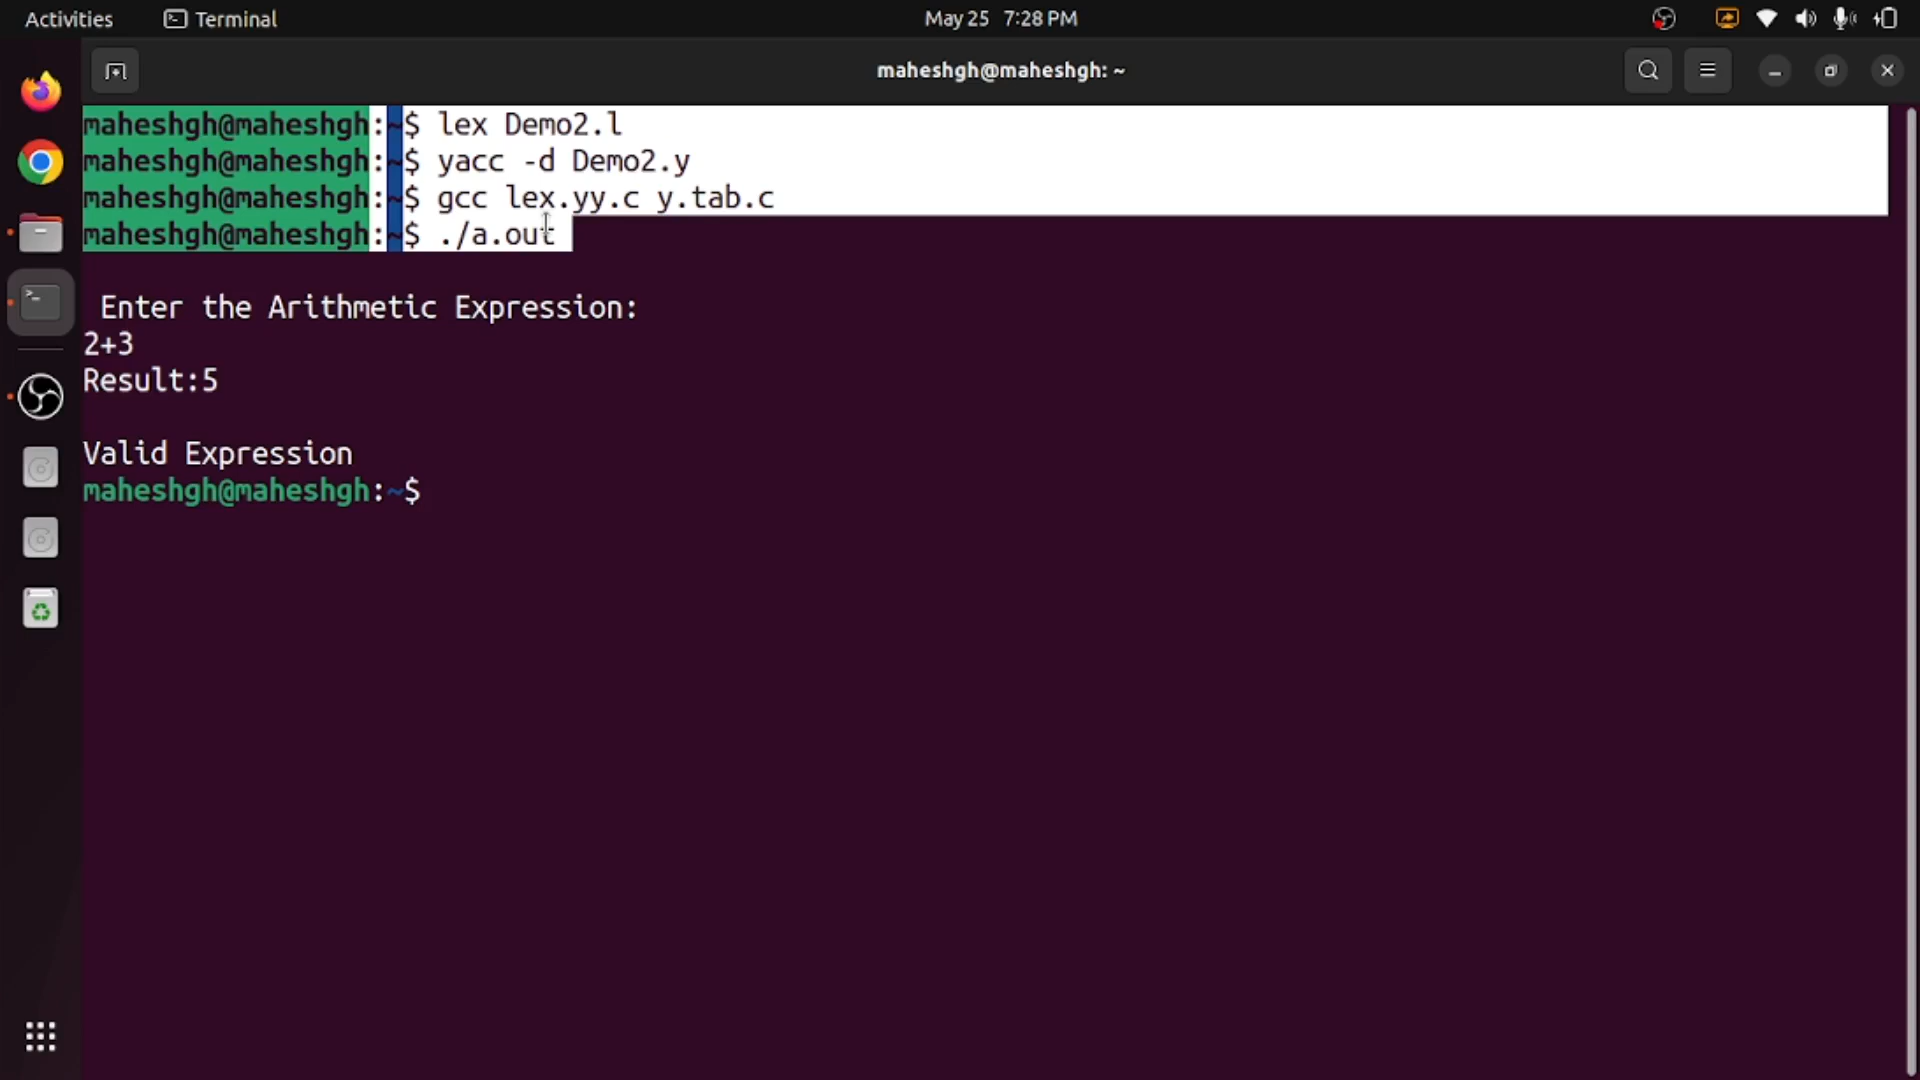 Activities
Terminal
May 25 7:28 PM
maheshgh@maheshgh: ~
maheshgh@maheshgh:~$ lex Demo2.l
maheshgh@maheshgh:~$ yacc -d Demo2.y
maheshgh@maheshgh:~$ gcc lex.yy.c y.tab.c
maheshgh@maheshgh:~$ ./a.out
Enter the Arithmetic Expression:
2+3
Result:5
Valid Expression
maheshgh@maheshgh:~$